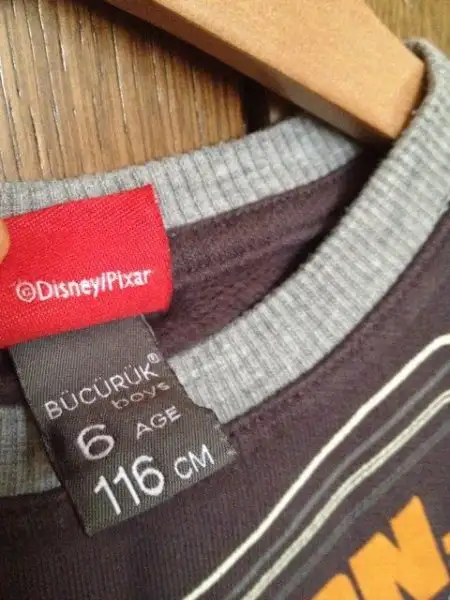 ©Disney/Pixar
BÜCÜRÜK®
boys
6 AGE
116 CM